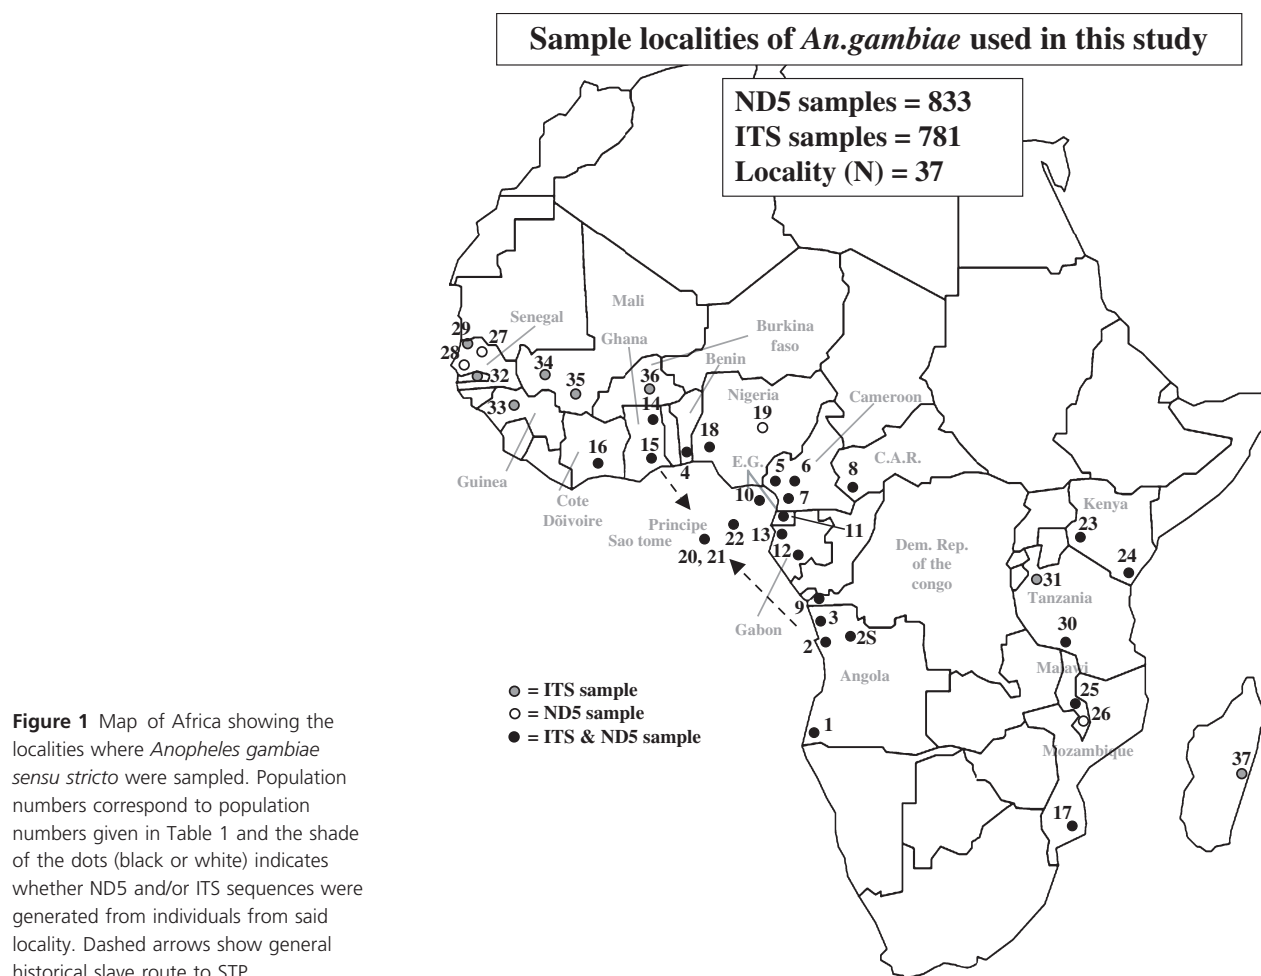 Sample localities of An.gambiae used in this study
ND5 samples = 833
ITS samples = 781
Locality (N) = 37
Mali
Senegal
Burkina
faso
Ghana
Benin
29
27
28
32
34
35
36
33
14
Nigeria
19
Cameroon
16
15
18
4
E.G.
5
6
8
C.A.R.
Guinea
Cote
Dõivoire
10
7
Kenya
23
Principe
Sao tome
22
13
11
20, 21
12
Dem. Rep.
of the
congo
24
31
Tanzania
9
Gabon
3
2
2S
30
Angola
Malawi
25
26
Mozambique
1
37
17
= ITS sample
= ND5 sample
= ITS & ND5 sample
Figure 1 Map of Africa showing the
localities where Anopheles gambiae
sensu stricto were sampled. Population
numbers correspond to population
numbers given in Table 1 and the shade
of the dots (black or white) indicates
whether ND5 and/or ITS sequences were
generated from individuals from said
locality. Dashed arrows show general
historical slave route to STP.